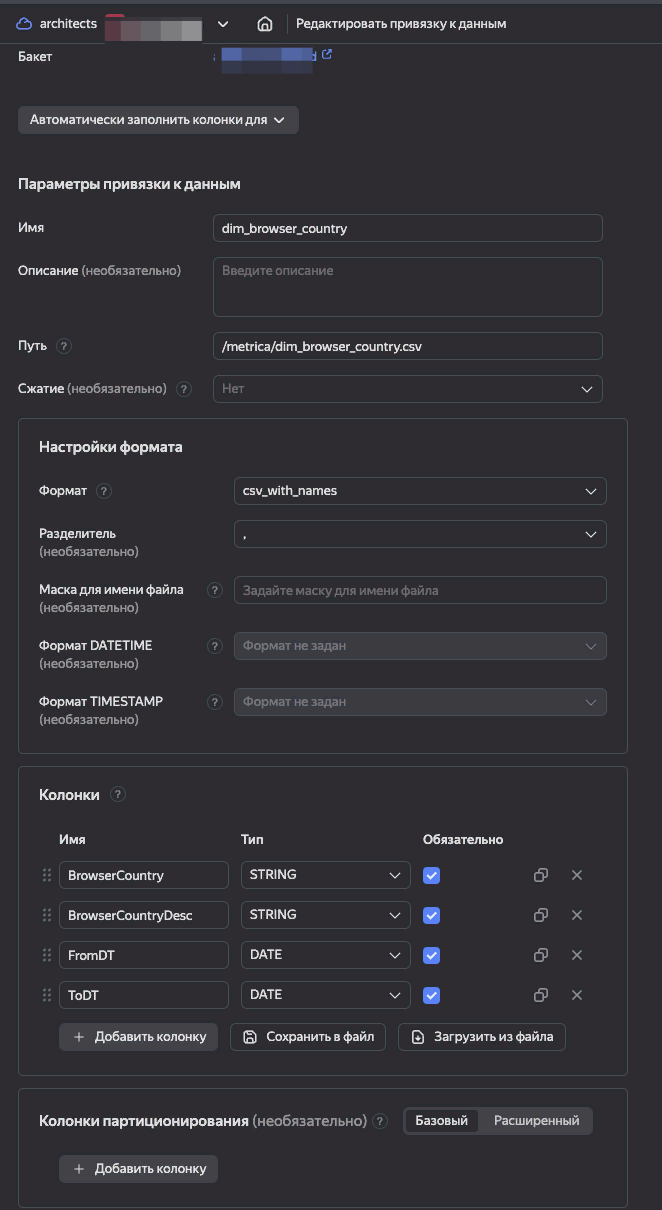 architects
Редактировать привязку к данным
Бакет
Автоматически заполнить колонки для
Параметры привязки к данным
Имя
dim_browser_country
Описание (необязательно)
Введите описание
Путь ?
/metrica/dim_browser_country.csv
Сжатие (необязательно) ?
Нет
Настройки формата
Формат ?
csv_with_names
Разделитель
(необязательно)
,
Маска для имени файла ?
(необязательно)
Задайте маску для имени файла
Формат DATETIME ?
(необязательно)
Формат не задан
Формат TIMESTAMP ?
(необязательно)
Формат не задан
Колонки ?
Имя Тип Обязательно
BrowserCountry STRING
BrowserCountryDesc STRING
FromDT DATE
ToDT DATE
+ Добавить колонку Сохранить в файл Загрузить из файла
Колонки партиционирования (необязательно) ? Базовый Расширенный
+ Добавить колонку